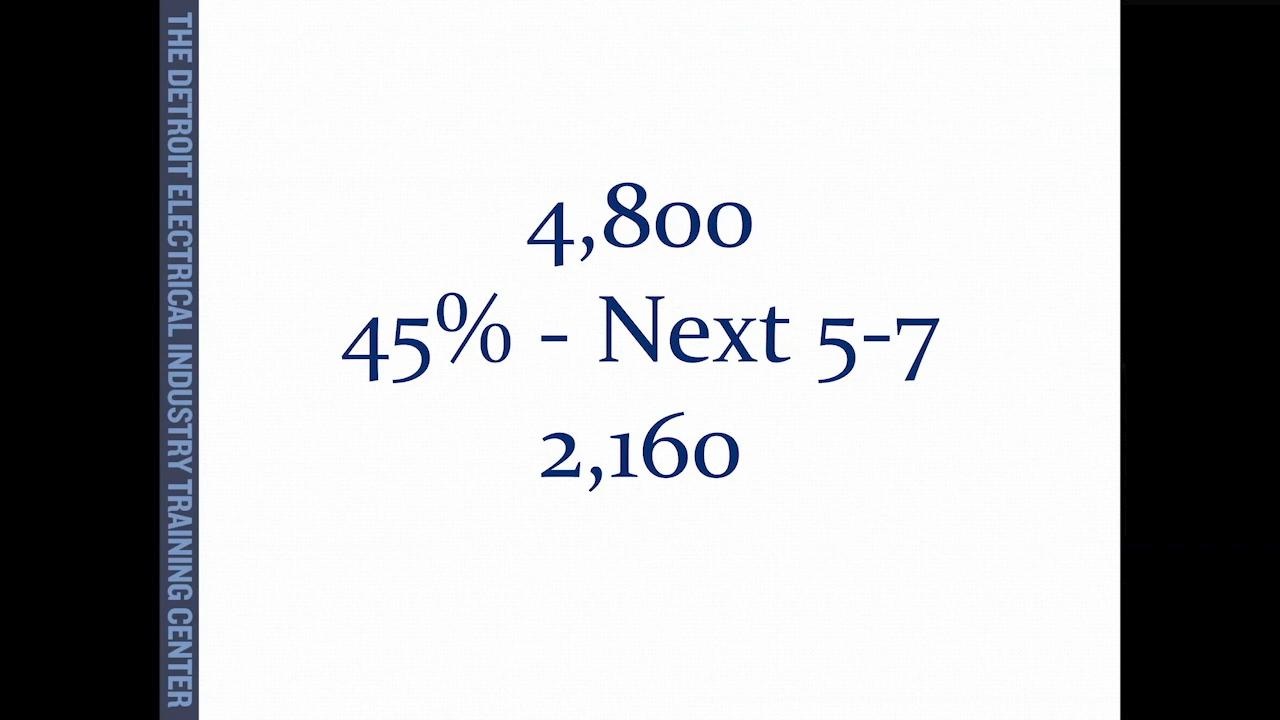 THE DETROIT ELECTRICAL INDUSTRY TRAINING CENTER
4,800
45% - Next 5-7
2,160